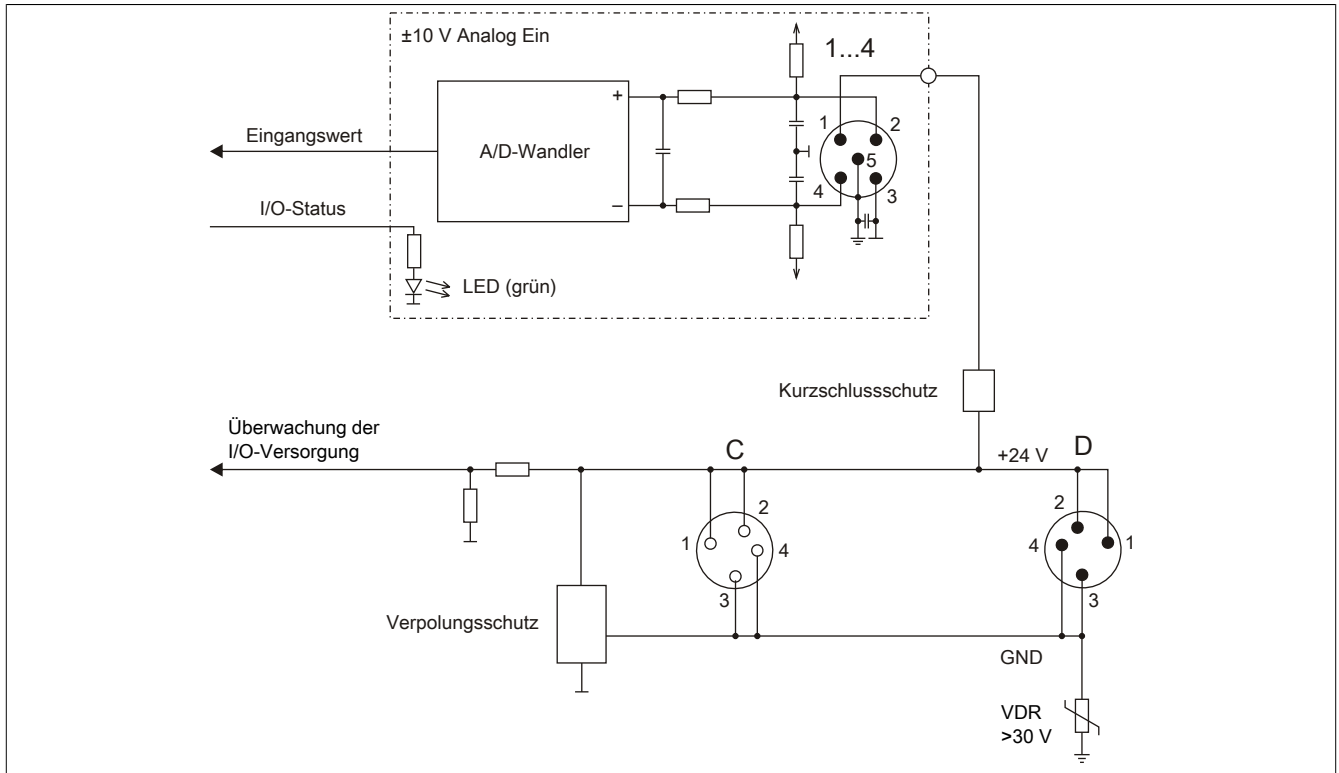 ±10 V Analog Ein
1...4
+
1
2
Eingangswert
A/D-Wandler
5
4
3
I/O-Status
–
LED (grün)
Kurzschlussschutz
Überwachung der
I/O-Versorgung
C
+24 V
D
2
2
1
4
4
1
3
3
Verpolungsschutz
GND
VDR
>30 V